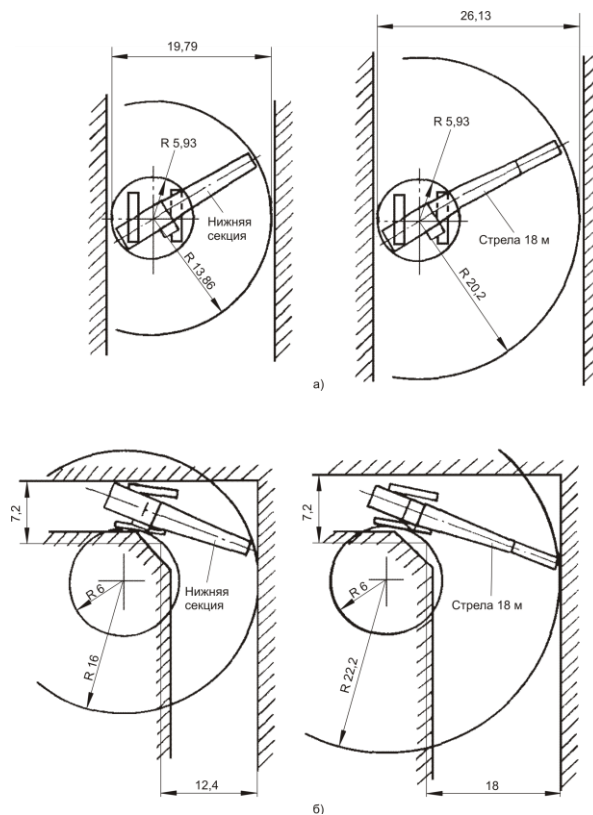 19,79
R 5,93
Нижняя
секция
R 13,86
26,13
R 5,93
Стрела 18 м
R 20,2
а)
7,2
R 6
Нижняя
секция
R 16
12,4
7,2
R 6
Стрела 18 м
R 22,2
18
б)